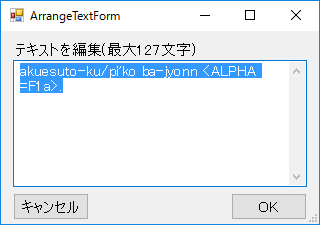 ArrangeTextForm
テキストを編集(最大127文字)
akuesuto-ku/pi'ko ba-jyonn <ALPHA
=F1a>.
キャンセル
OK